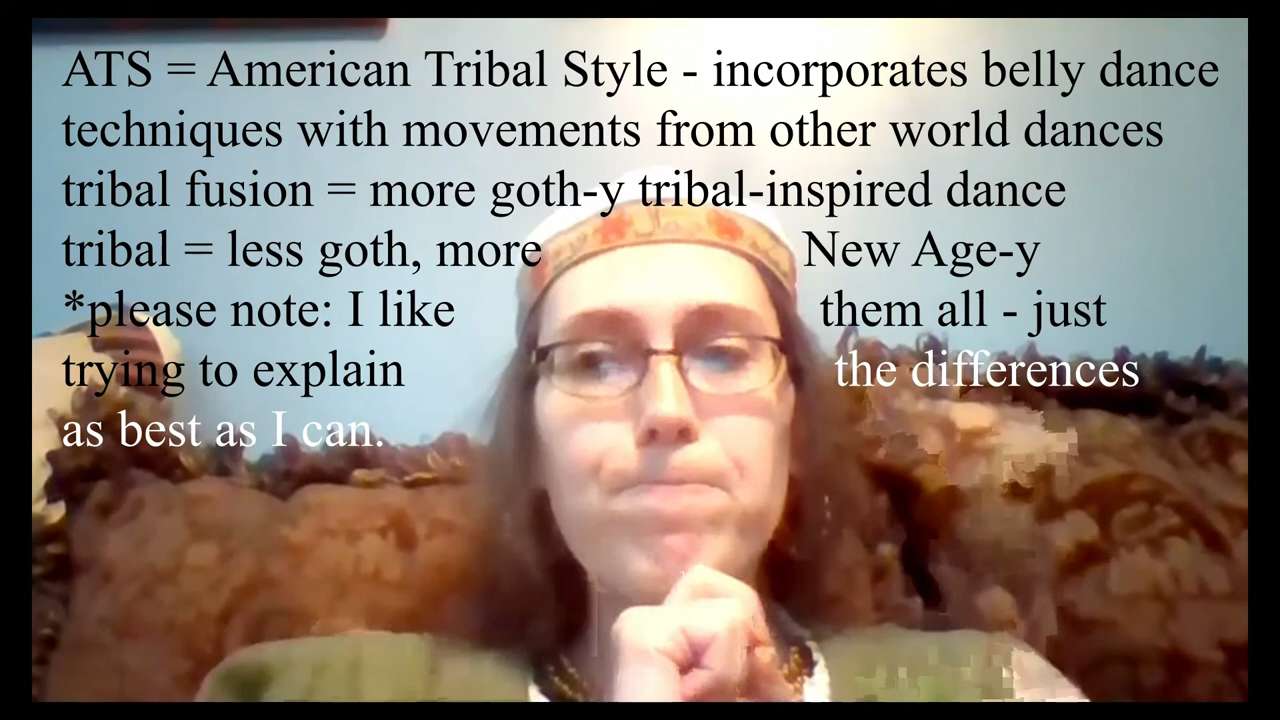 ATS = American Tribal Style - incorporates belly dance
techniques with movements from other world dances
tribal fusion = more goth-y tribal-inspired dance
tribal = less goth, more New Age-y
*please note: I like them all - just
trying to explain the differences
as best as I can.